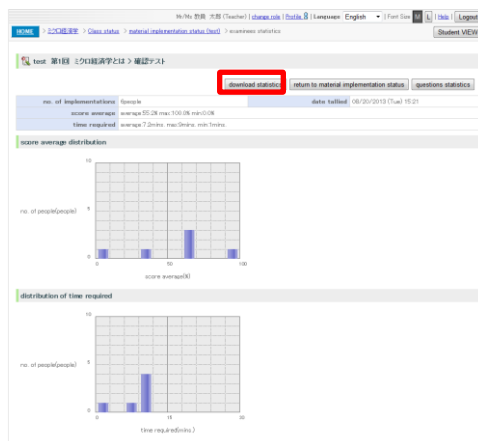 Mr/Ms 教員 太郎 (Teacher) | change role | Profile | Language English | Font Size M L | Help | Logout
HOME > ミクロ経済学 > Class status > material implementation status (test) > examinees statistics
Student VIEW
test 第1回 ミクロ経済学とは > 確認テスト
download statistics return to material implementation status questions statistics
no. of implementations 6people date tallied 08/20/2013 (Tue) 15:21
score average average:55.2% max:100.0% min:0.0%
time required average:7.2mins. max:9mins. min:1mins.
score average distribution
10
no. of people(people) 5
0
0 50 100
score average(%)
distribution of time required
10
no. of people(people) 5
0
0 15 30
time required(mins.)